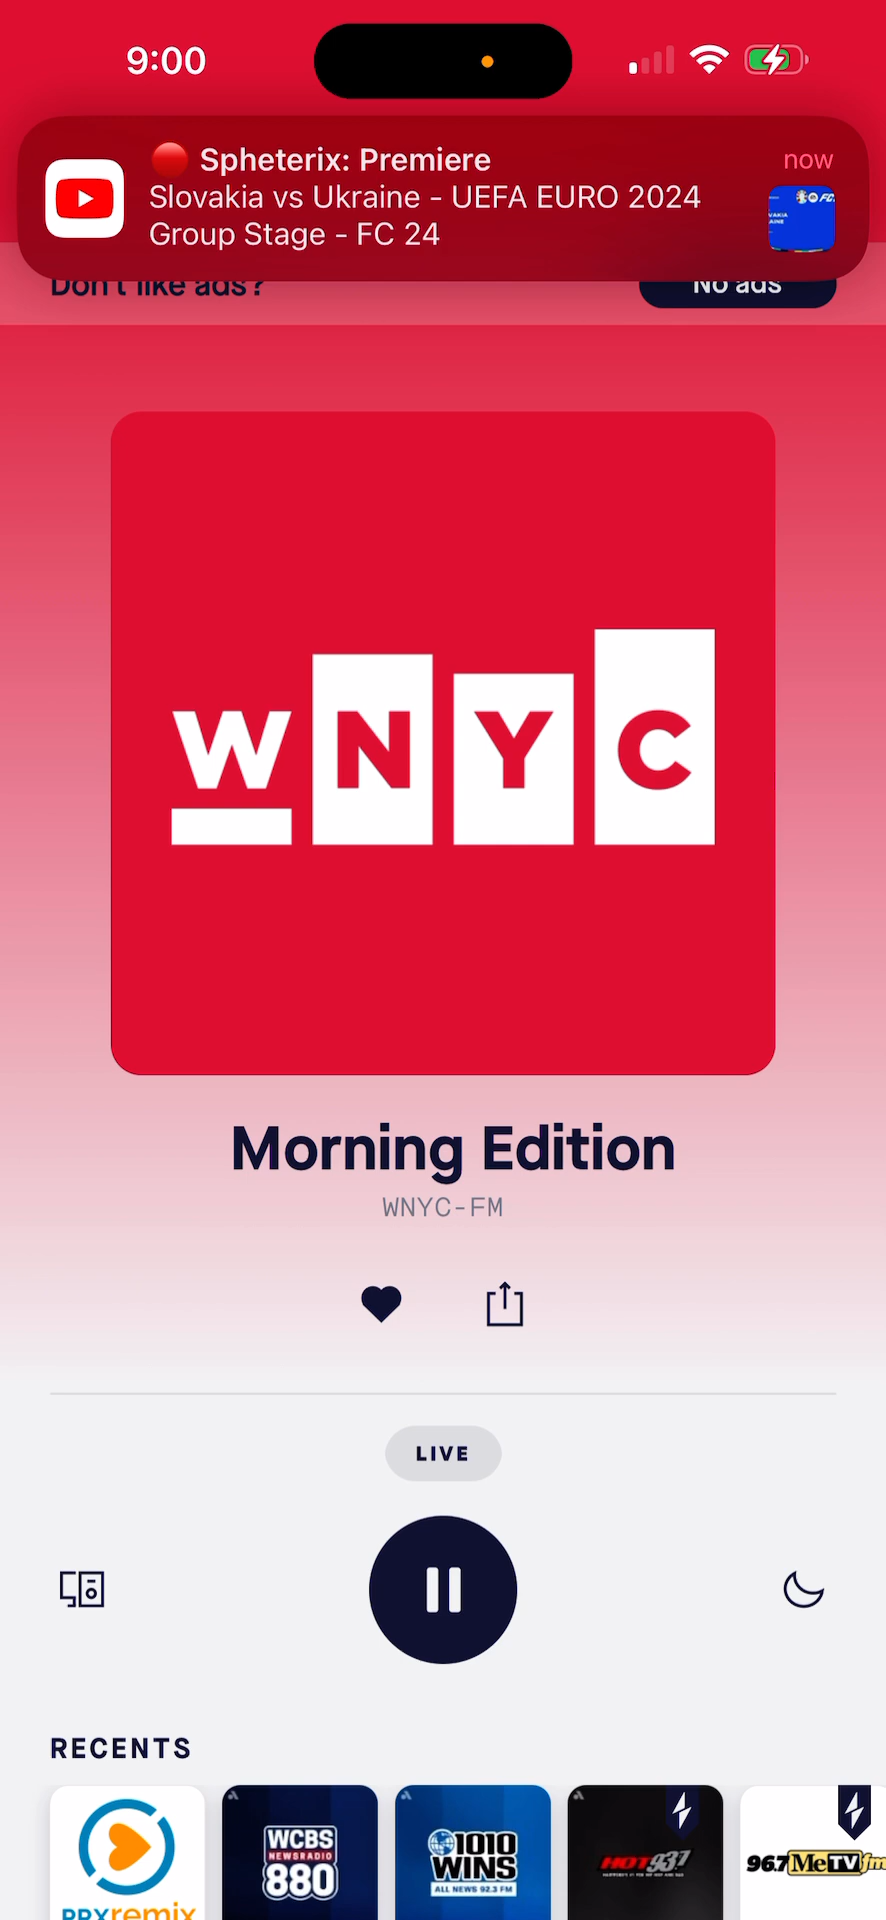 9:00
Spheterix: Premiere
now
Slovakia vs Ukraine - UEFA EURO 2024
Group Stage - FC 24
Don't like ads?
No ads
WNYC
Morning Edition
WNYC-FM
LIVE
RECENTS
PRXremix
WCBS
NEWSRADIO
880
1010
WINS
ALL NEWS 92.3 FM
HOT 93.7
96.7 MeTV fm